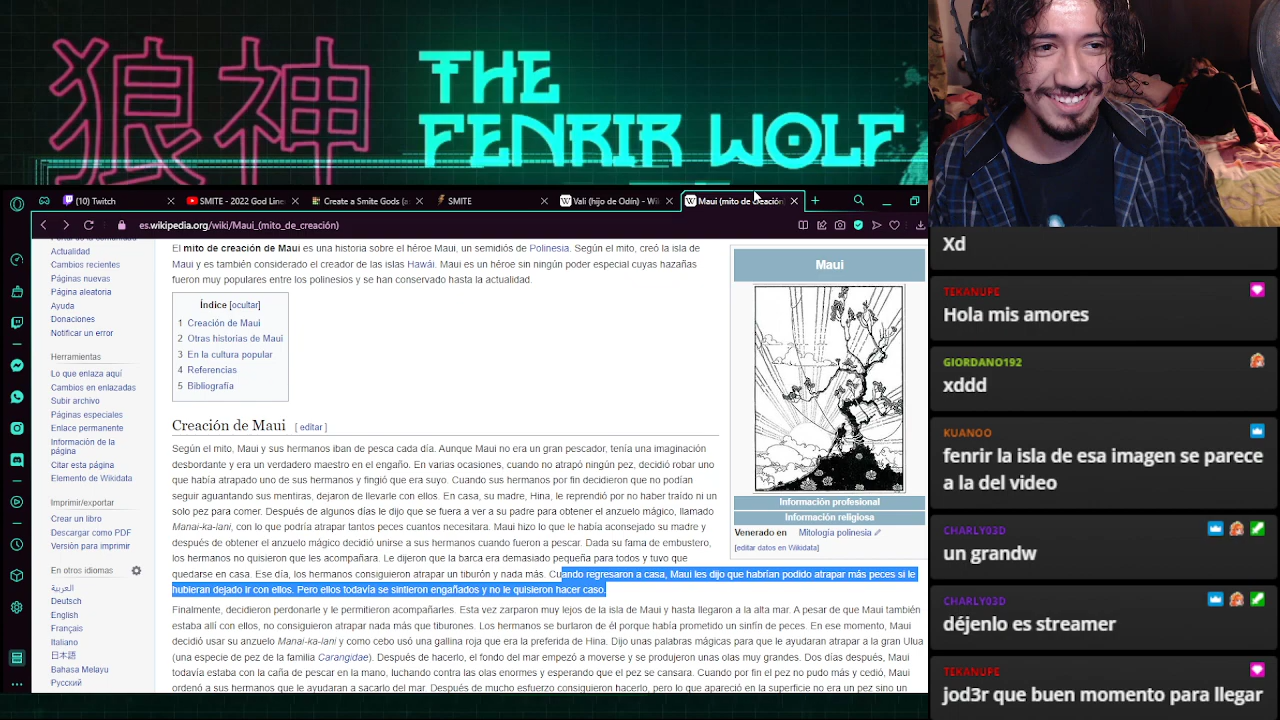 狼神
THE
FENRIR WOLF
(10) Twitch
SMITE - 2022 God Line
Create a Smite Gods (a
SMITE
Vali (hijo de Odín) - Wi
Maui (mito de creación)
es.wikipedia.org/wiki/Maui_(mito_de_creación)
Portal de la comunidad
Actualidad
Cambios recientes
Páginas nuevas
Página aleatoria
Ayuda
Donaciones
Notificar un error
Herramientas
Lo que enlaza aquí
Cambios en enlazadas
Subir archivo
Páginas especiales
Enlace permanente
Información de la
página
Citar esta página
Elemento de Wikidata
Imprimir/exportar
Crear un libro
Descargar como PDF
Versión para imprimir
En otros idiomas
العربية
Deutsch
English
Français
Italiano
日本語
Bahasa Melayu
Русский
El mito de creación de Maui es una historia sobre el héroe Maui, un semidiós de Polinesia. Según el mito, creó la isla de
Maui y es también considerado el creador de las islas Hawái. Maui es un héroe sin ningún poder especial cuyas hazañas
fueron muy populares entre los polinesios y se han conservado hasta la actualidad.
Índice [ocultar]
1 Creación de Maui
2 Otras historias de Maui
3 En la cultura popular
4 Referencias
5 Bibliografía
Creación de Maui [ editar ]
Según el mito, Maui y sus hermanos iban de pesca cada día. Aunque Maui no era un gran pescador, tenía una imaginación
desbordante y era un verdadero maestro en el engaño. En varias ocasiones, cuando no atrapó ningún pez, decidió robar uno
que había atrapado uno de sus hermanos y fingió que era suyo. Cuando sus hermanos por fin decidieron que no podían
seguir aguantando sus mentiras, dejaron de llevarle con ellos. En casa, su madre, Hina, le reprendió por no haber traído ni un
solo pez para comer. Después de algunos días le dijo que se fuera a ver a su padre para obtener el anzuelo mágico, llamado
Manai-ka-lani, con lo que podría atrapar tantos peces cuantos necesitara. Maui hizo lo que le había aconsejado su madre y
después de obtener el anzuelo mágico decidió unirse a sus hermanos cuando fueron a pescar. Dada su fama de embustero,
los hermanos no quisieron que les acompañara. Le dijeron que la barca era demasiado pequeña para todos y tuvo que
quedarse en casa. Ese día, los hermanos consiguieron atrapar un tiburón y nada más. Cuando regresaron a casa, Maui les dijo que habrían podido atrapar más peces si le
hubieran dejado ir con ellos. Pero ellos todavía se sintieron engañados y no le quisieron hacer caso.
Finalmente, decidieron perdonarle y le permitieron acompañarles. Esta vez zarparon muy lejos de la isla de Maui y hasta llegaron a la alta mar. A pesar de que Maui también
estaba allí con ellos, no consiguieron atrapar nada más que tiburones. Los hermanos se burlaron de él porque había prometido un sinfín de peces. En ese momento, Maui
decidió usar su anzuelo Manai-ka-lani y como cebo usó una gallina roja que era la preferida de Hina. Dijo unas palabras mágicas para que le ayudaran atrapar a la gran Ulua
(una especie de pez de la familia Carangidae). Después de hacerlo, el fondo del mar empezó a moverse y se produjeron unas olas muy grandes. Dos días después, Maui
todavía estaba con la caña de pescar en la mano, luchando contra las olas enormes y esperando que el pez se cansara. Cuando por fin el pez no pudo más y cedió, Maui
ordenó a sus hermanos que le ayudaran a sacarlo del mar. Después de mucho esfuerzo consiguieron hacerlo, pero lo que apareció en la superficie no era un pez sino un
Maui
Información profesional
Información religiosa
Venerado en Mitología polinesia
[editar datos en Wikidata]
xd
TEKANUPE
Hola mis amores
GIORDANO192
xddd
KUANOO
fenrir la isla de esa imagen se parece
a la del video
CHARLY03D
un grandw
CHARLY03D
déjenlo es streamer
TEKANUPE
jod3r que buen momento para llegar